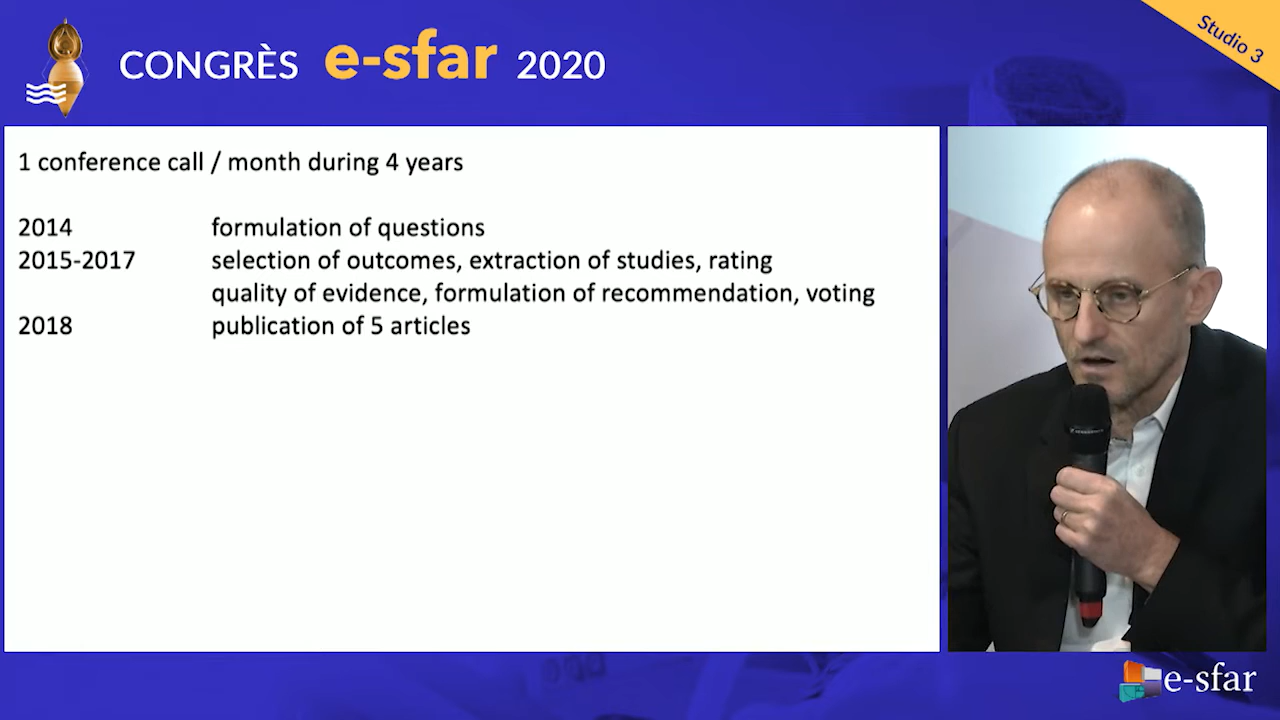 CONGRÈS e-sfar 2020
Studio 3
1 conference call / month during 4 years
2014 formulation of questions
2015-2017 selection of outcomes, extraction of studies, rating
quality of evidence, formulation of recommendation, voting
2018 publication of 5 articles
e-sfar